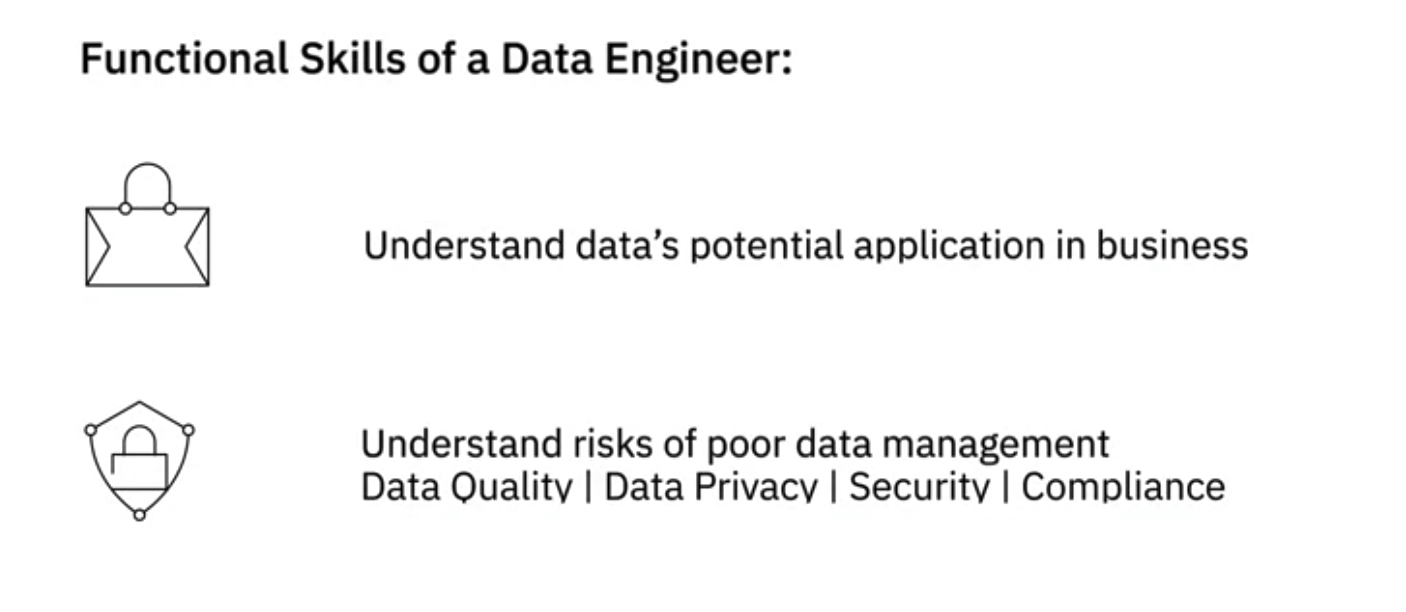 Functional Skills of a Data Engineer:
Understand data’s potential application in business
Understand risks of poor data management
Data Quality | Data Privacy | Security | Compliance